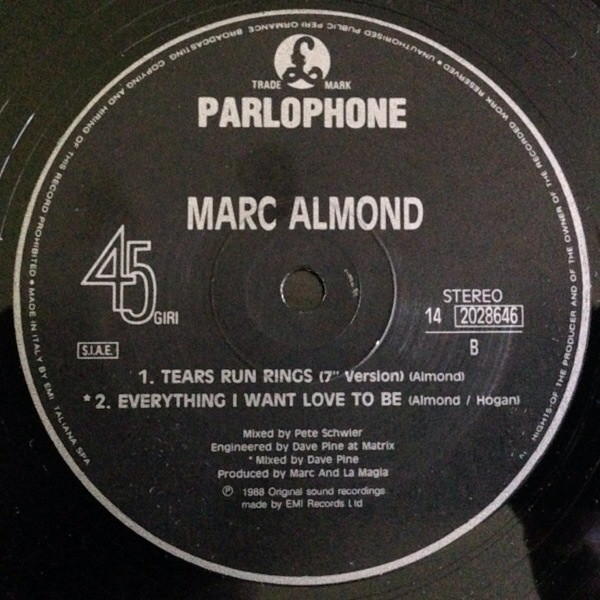 TRADE MARK
PARLOPHONE
MARC ALMOND
45 GIRI
S.I.A.E.
STEREO
14 2028646
B
1. TEARS RUN RINGS (7" Version) (Almond)
* 2. EVERYTHING I WANT LOVE TO BE (Almond / Hogan)
Mixed by Pete Schwier
Engineered by Dave Pine at Matrix
* Mixed by Dave Pine
Produced by Marc And La Magia
℗ 1988 Original sound recordings
made by EMI Records Ltd
ALL RIGHTS OF THE PRODUCER AND OF THE OWNER OF THE RECORDED WORK RESERVED • UNAUTHORISED PUBLIC PERFORMANCE BROADCASTING COPYING AND HIRING OF THIS RECORD PROHIBITED • MADE IN ITALY BY EMI ITALIANA SPA